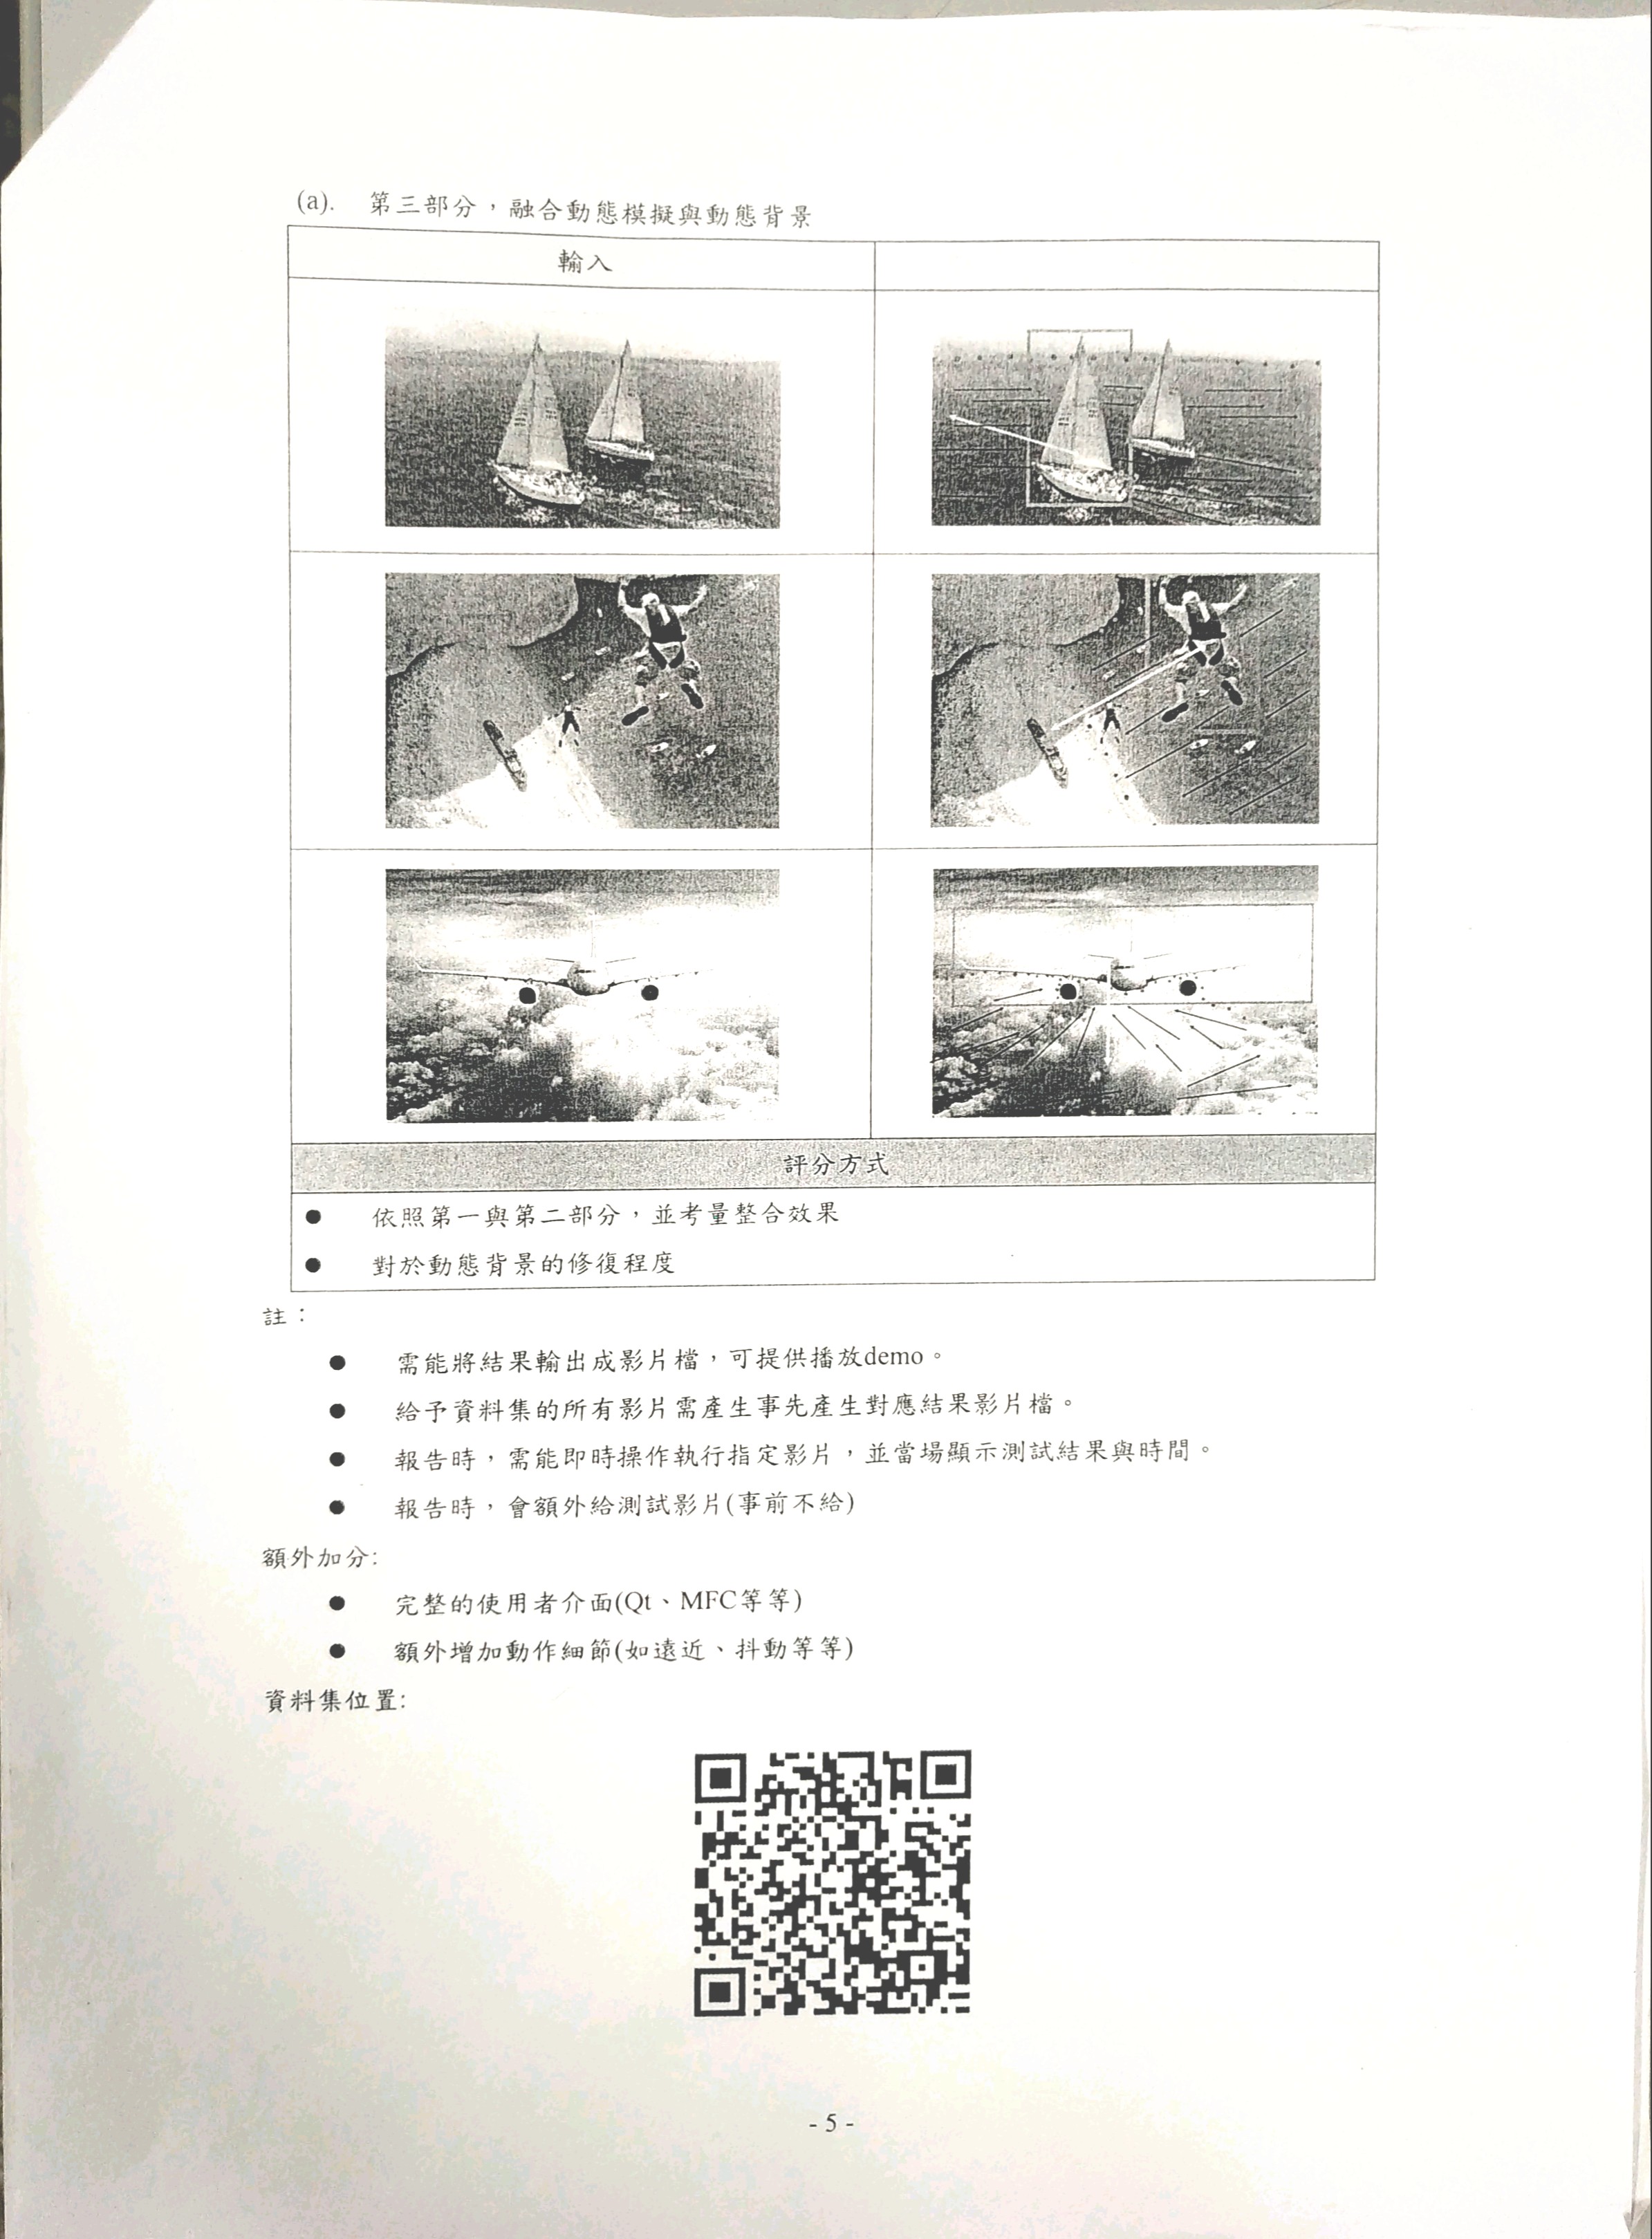 (a). 第三部分，融合動態模擬與動態背景
輸入
評分方式
● 依照第一與第二部分，並考量整合效果
● 對於動態背景的修復程度
註：
● 需能將結果輸出成影片檔，可提供播放demo。
● 給予資料集的所有影片需產生事先產生對應結果影片檔。
● 報告時，需能即時操作執行指定影片，並當場顯示測試結果與時間。
● 報告時，會額外給測試影片(事前不給)
額外加分:
● 完整的使用者介面(Qt、MFC等等)
● 額外增加動作細節(如遠近、抖動等等)
資料集位置:
- 5 -